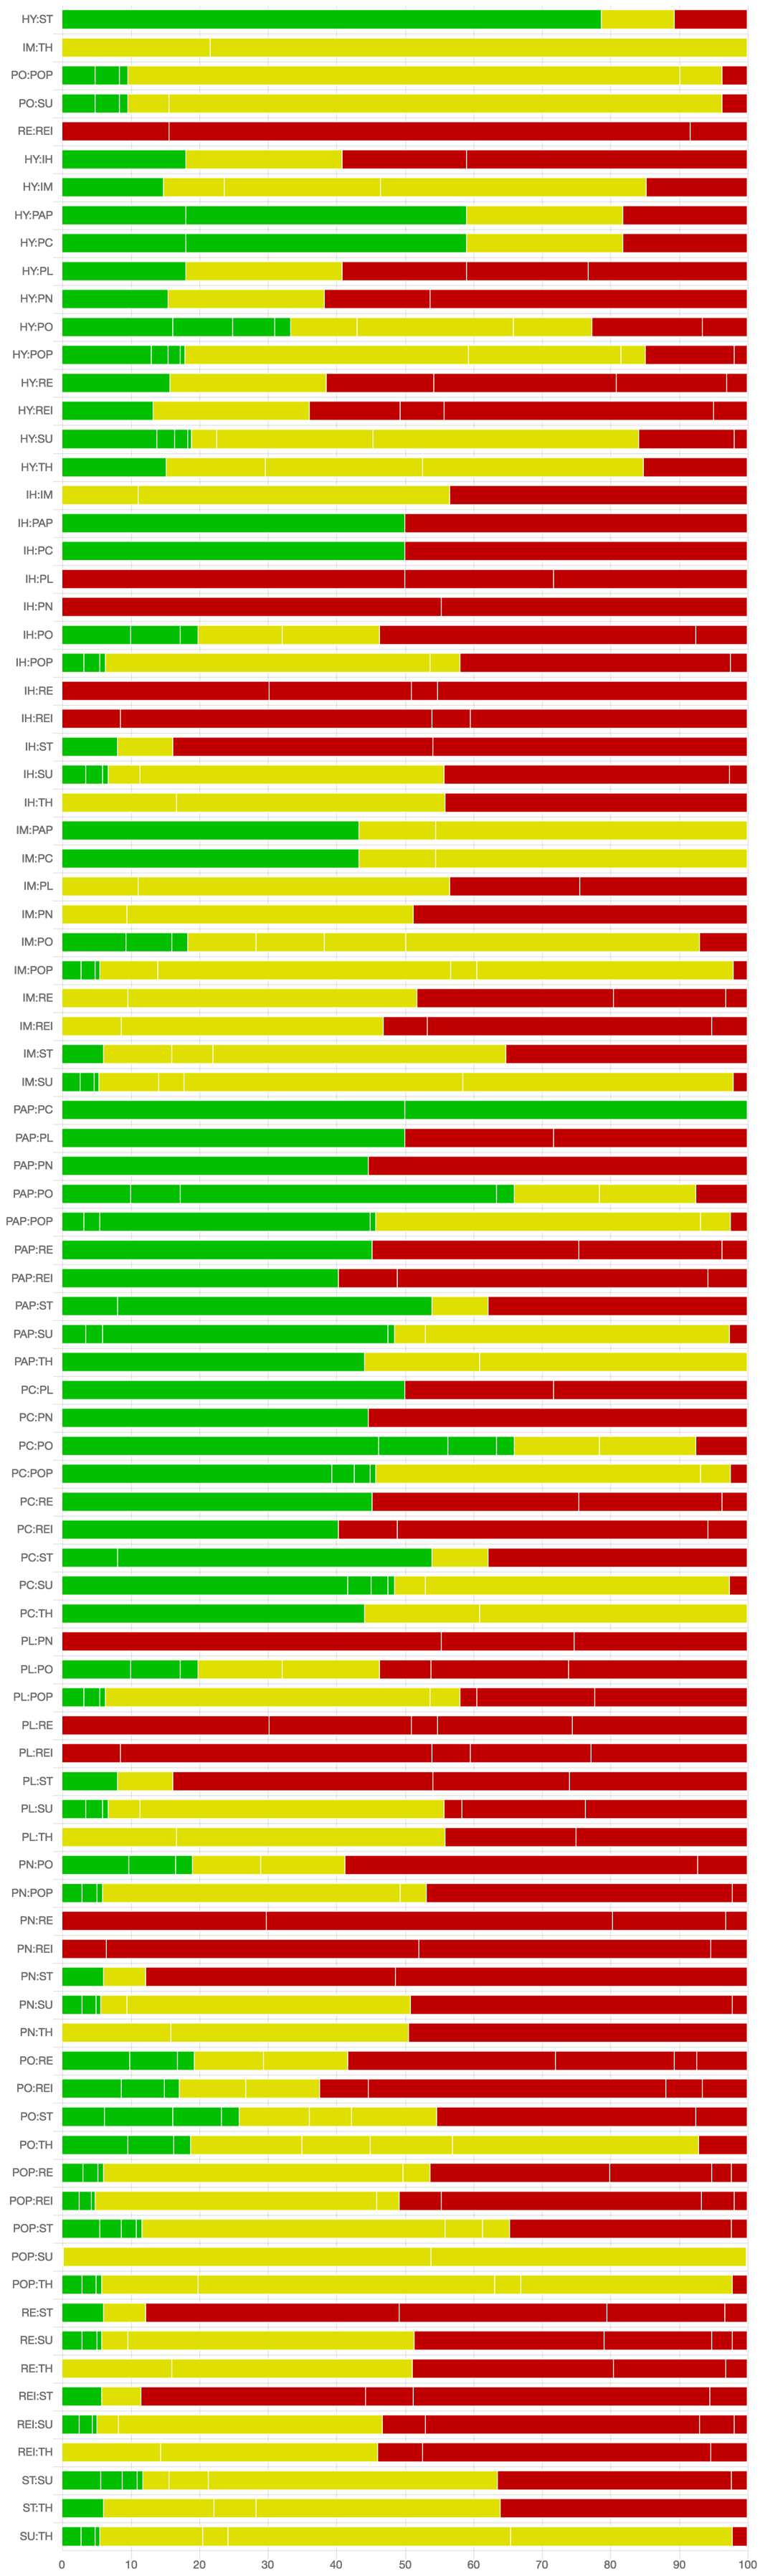 HY:ST
IM:TH
PO:POP
PO:SU
RE:REI
HY:IH
HY:IM
HY:PAP
HY:PC
HY:PL
HY:PN
HY:PO
HY:POP
HY:RE
HY:REI
HY:SU
HY:TH
IH:IM
IH:PAP
IH:PC
IH:PL
IH:PN
IH:PO
IH:POP
IH:RE
IH:REI
IH:ST
IH:SU
IH:TH
IM:PAP
IM:PC
IM:PL
IM:PN
IM:PO
IM:POP
IM:RE
IM:REI
IM:ST
IM:SU
PAP:PC
PAP:PL
PAP:PN
PAP:PO
PAP:POP
PAP:RE
PAP:REI
PAP:ST
PAP:SU
PAP:TH
PC:PL
PC:PN
PC:PO
PC:POP
PC:RE
PC:REI
PC:ST
PC:SU
PC:TH
PL:PN
PL:PO
PL:POP
PL:RE
PL:REI
PL:ST
PL:SU
PL:TH
PN:PO
PN:POP
PN:RE
PN:REI
PN:ST
PN:SU
PN:TH
PO:RE
PO:REI
PO:ST
PO:TH
POP:RE
POP:REI
POP:ST
POP:SU
POP:TH
RE:ST
RE:SU
RE:TH
REI:ST
REI:SU
REI:TH
ST:SU
ST:TH
SU:TH
0 10 20 30 40 50 60 70 80 90 100